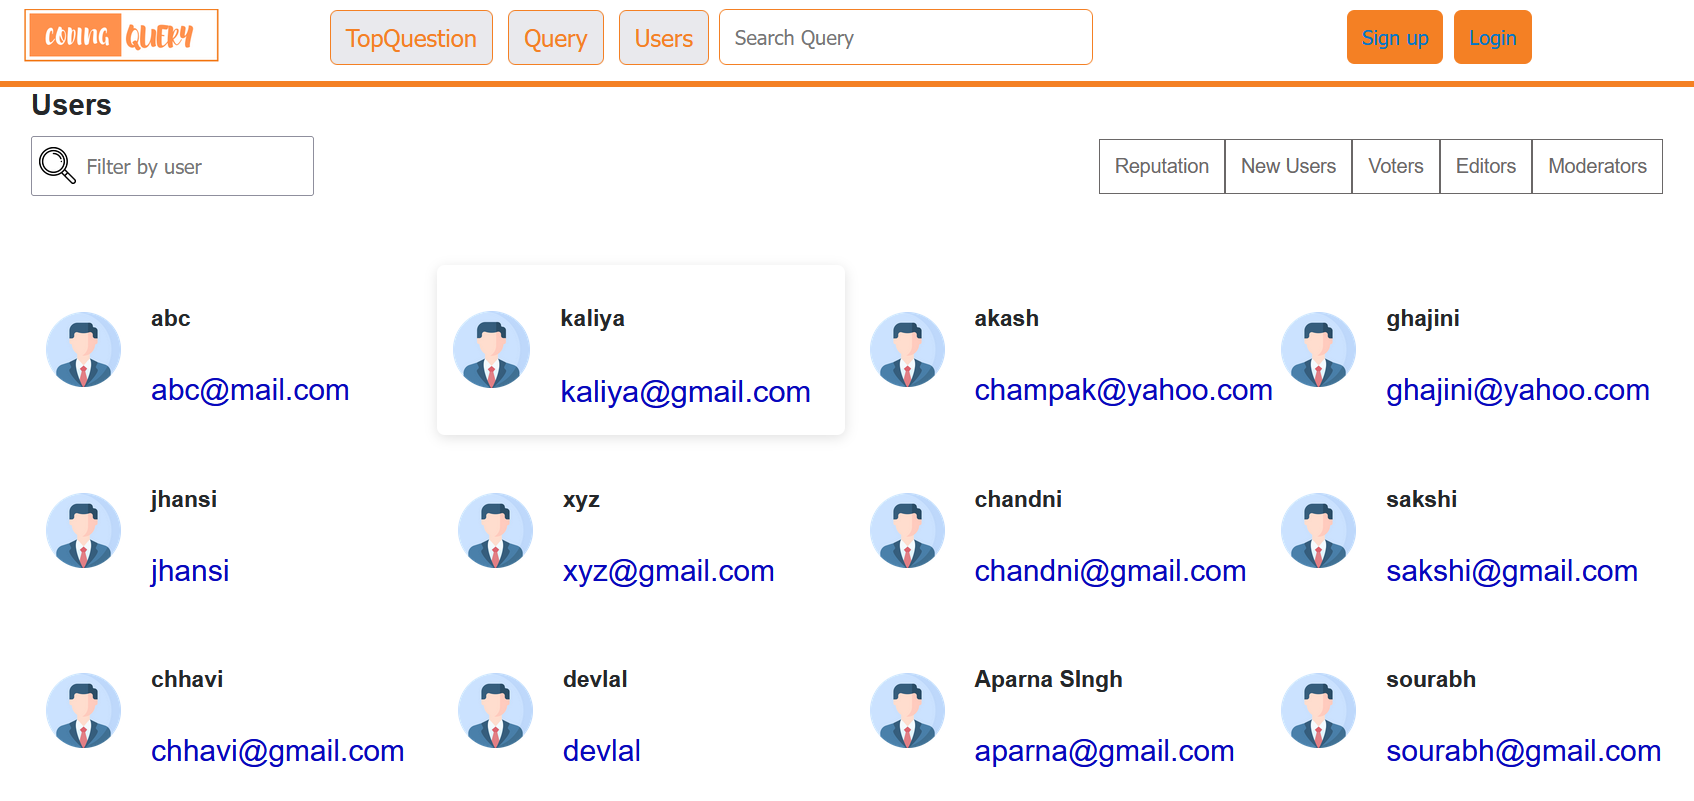 CODING QUERY TopQuestion Query Users Search Query Sign up Login
Users
Filter by user Reputation New Users Voters Editors Moderators
abc kaliya akash ghajini
abc@mail.com kaliya@gmail.com champak@yahoo.com ghajini@yahoo.com
jhansi xyz chandni sakshi
jhansi xyz@gmail.com chandni@gmail.com sakshi@gmail.com
chhavi devlal Aparna SIngh sourabh
chhavi@gmail.com devlal aparna@gmail.com sourabh@gmail.com